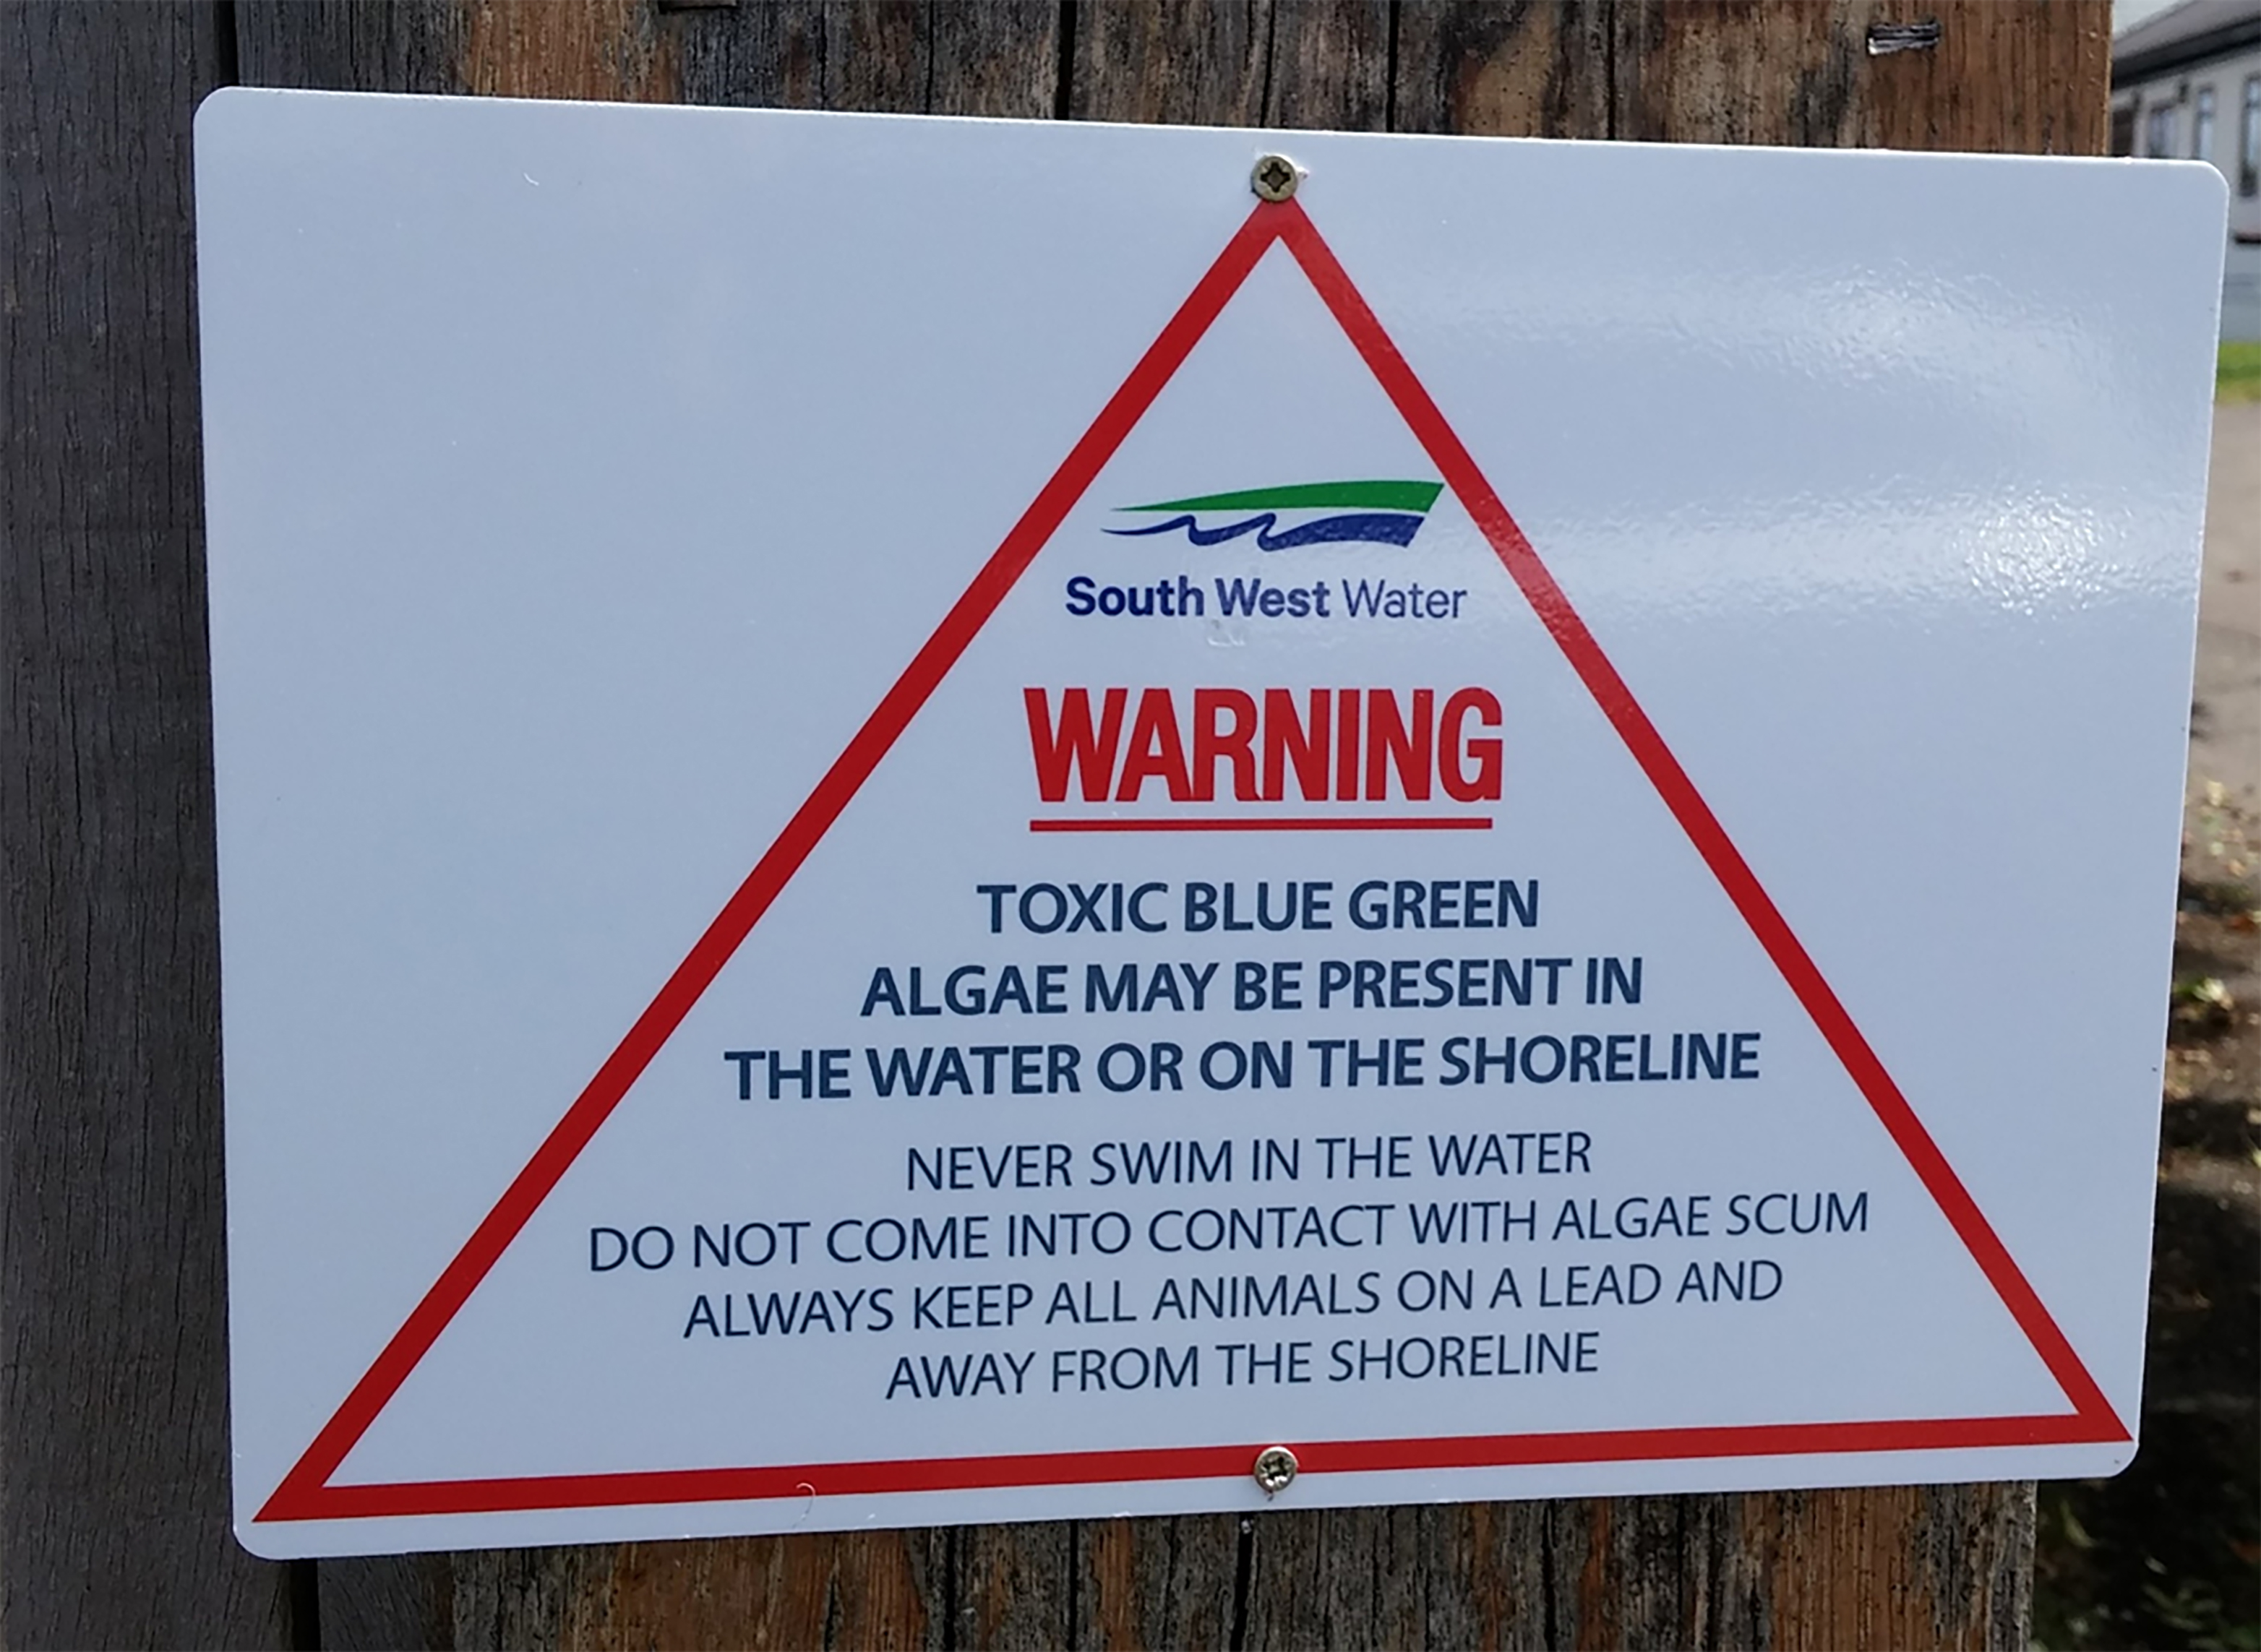 South West Water
WARNING
TOXIC BLUE GREEN
ALGAE MAY BE PRESENT IN
THE WATER OR ON THE SHORELINE
NEVER SWIM IN THE WATER
DO NOT COME INTO CONTACT WITH ALGAE SCUM
ALWAYS KEEP ALL ANIMALS ON A LEAD AND
AWAY FROM THE SHORELINE